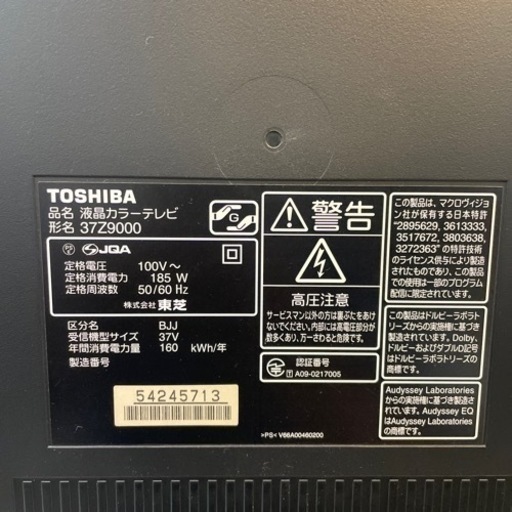 TOSHIBA
品名 液晶カラーテレビ
形名 37Z9000
G
JQA
定格電圧 100V～
定格消費電力 185 W
定格周波数 50/60 Hz
株式会社 東芝
区分名 BJJ
受信機型サイズ 37V
年間消費電力量 160 kWh/年
製造番号
54245713
警告
高圧注意
サービスマン以外の方は裏ぶたをあけ
ないでください。内部には高電圧部分が
数多くあり、万一さわると危険です。
認証番号
T A09-0217005
>PS< V66A00460200
この製品は、マクロヴィジョン
社が保有する日本特許
"2895629, 3613333,
3517672, 3803638,
3272363"の特許技術
のライセンス供与により製造
されています。この製品での
使用は一部のプログラム
配信に限定されています。
この製品はドルビーラボラト
リーズからの実施権に基づき
製造されています。Dolby、
ドルビー及びダブルD記号
はドルビーラボラトリーズの商
標です。
Audyssey Laboratories
からの実施権に基づき製造さ
れています。Audyssey EQ
はAudyssey Laboratories
の商標です。